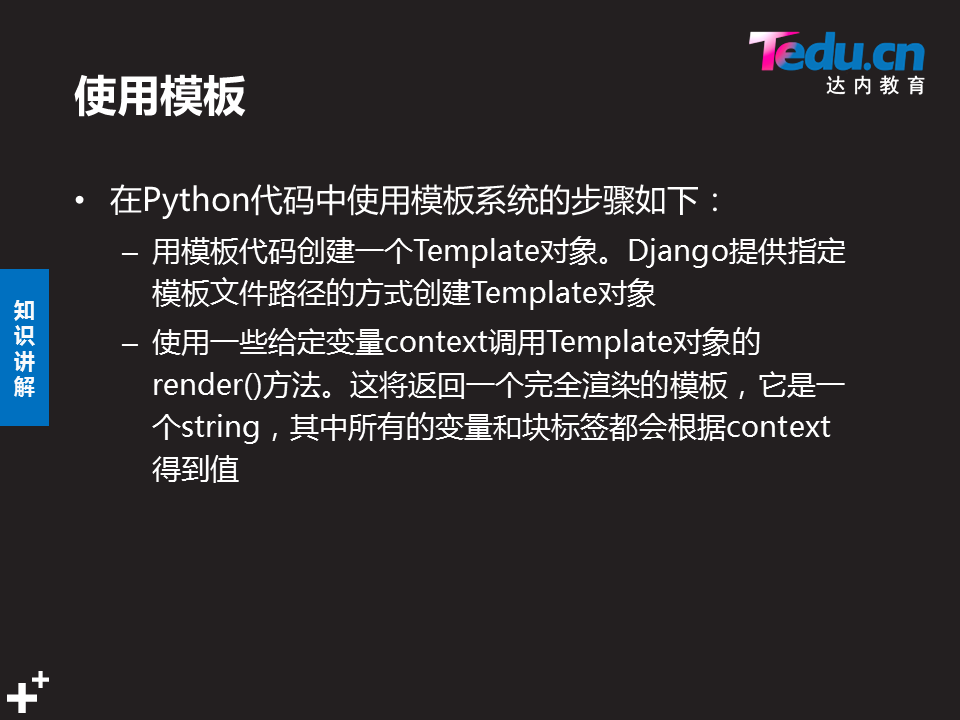 Tedu.cn
达内教育
使用模板
• 在Python代码中使用模板系统的步骤如下：
– 用模板代码创建一个Template对象。Django提供指定
模板文件路径的方式创建Template对象
– 使用一些给定变量context调用Template对象的
render()方法。这将返回一个完全渲染的模板，它是一
个string，其中所有的变量和块标签都会根据context
得到值
知
识
讲
解